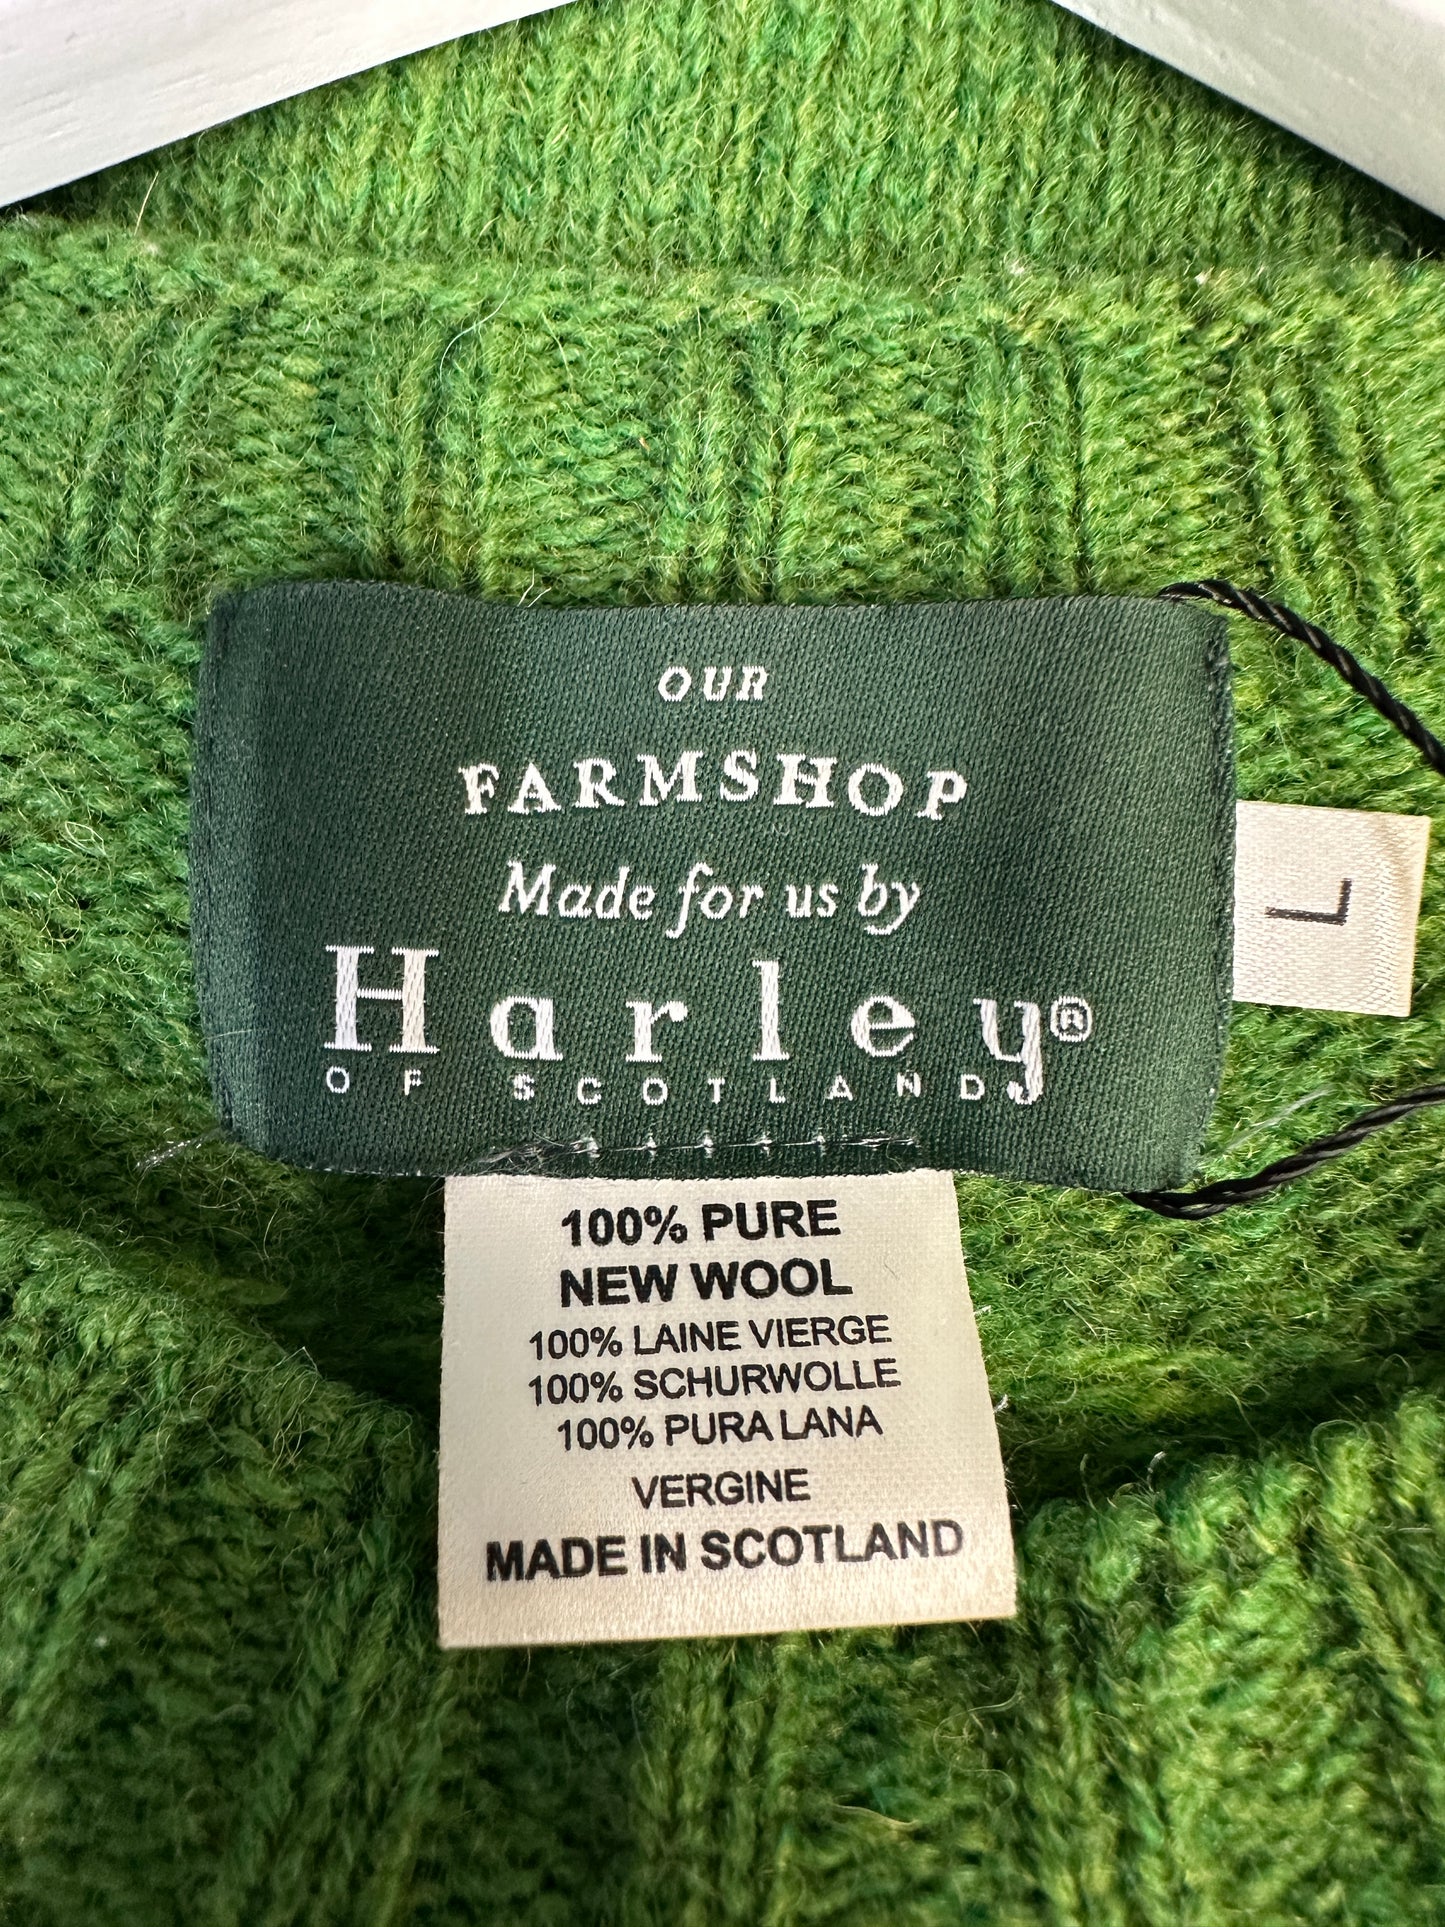 OUR
FARMSHOP
Made for us by
Harley®
OF SCOTLAND
L
100% PURE
NEW WOOL
100% LAINE VIERGE
100% SCHURWOLLE
100% PURA LANA
VERGINE
MADE IN SCOTLAND